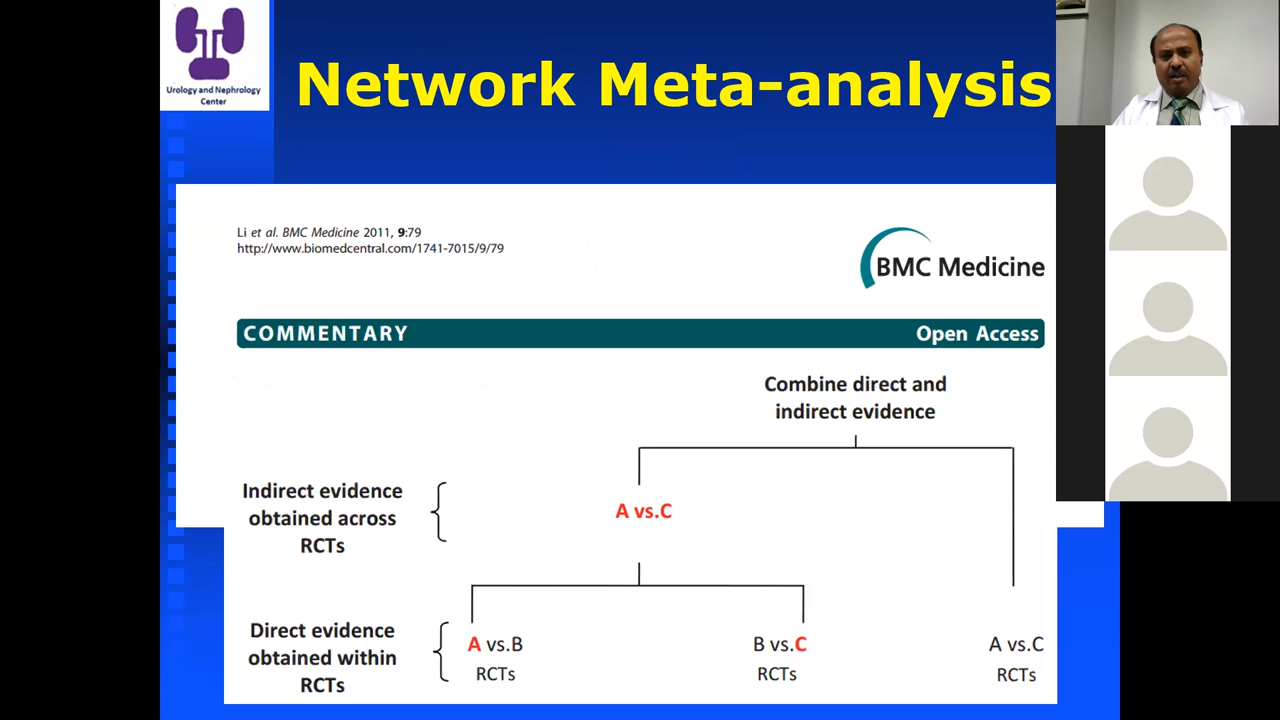 Urology and Nephrology
Center
Network Meta-analysis
Li et al. BMC Medicine 2011, 9:79
http://www.biomedcentral.com/1741-7015/9/79
BMC Medicine
COMMENTARY
Open Access
Combine direct and
indirect evidence
Indirect evidence
obtained across
RCTs
A vs.C
Direct evidence
obtained within
RCTs
A vs.B
RCTs
B vs.C
RCTs
A vs.C
RCTs